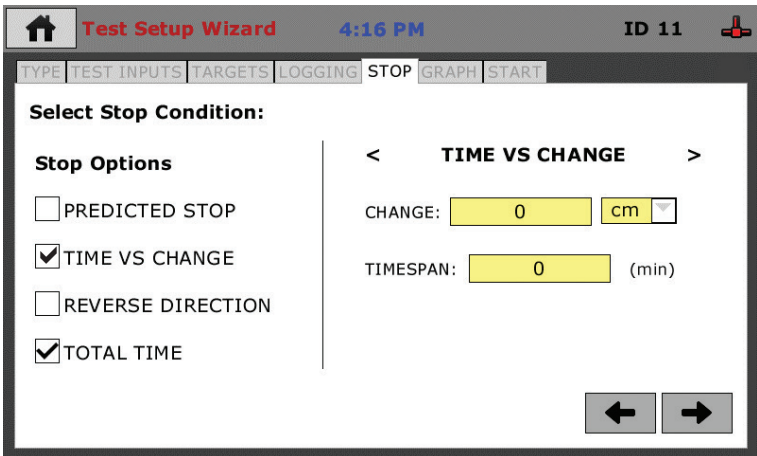 Test Setup Wizard 4:16 PM ID 11
TYPE TEST INPUTS TARGETS LOGGING STOP GRAPH START
Select Stop Condition:
Stop Options
PREDICTED STOP
TIME VS CHANGE
REVERSE DIRECTION
TOTAL TIME
< TIME VS CHANGE >
CHANGE: 0 cm
TIMESPAN: 0 (min)